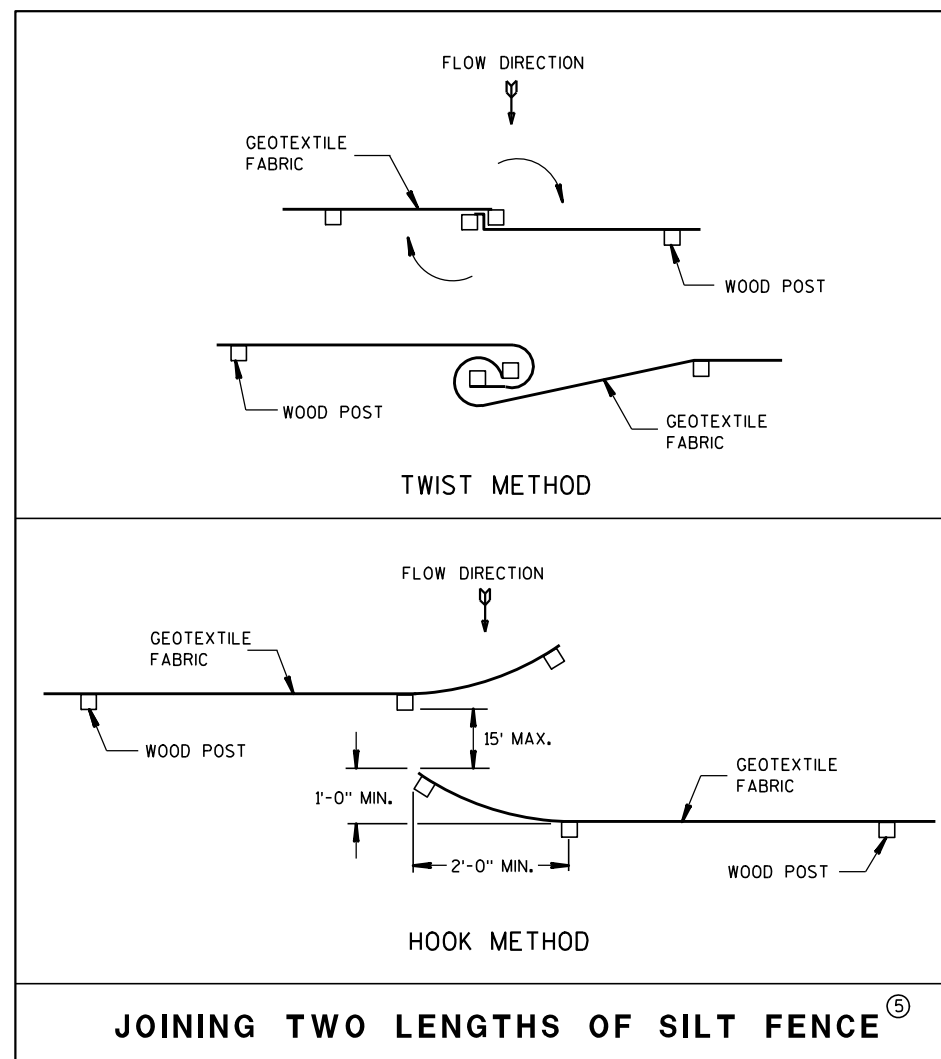 FLOW DIRECTION
GEOTEXTILE
FABRIC
WOOD POST
WOOD POST
GEOTEXTILE
FABRIC
TWIST METHOD
FLOW DIRECTION
GEOTEXTILE
FABRIC
WOOD POST
15' MAX.
1'-0" MIN.
GEOTEXTILE
FABRIC
2'-0" MIN.
WOOD POST
HOOK METHOD
JOINING TWO LENGTHS OF SILT FENCE ⑤